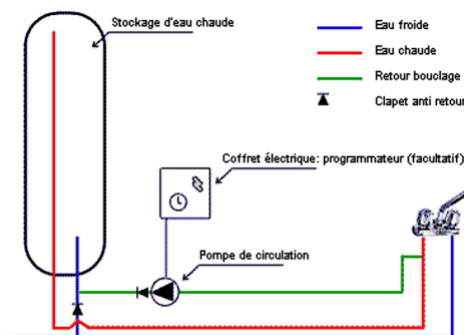 Stockage d'eau chaude
Eau froide
Eau chaude
Retour bouclage
Clapet anti retour
Coffret électrique: programmateur (facultatif)
Pompe de circulation